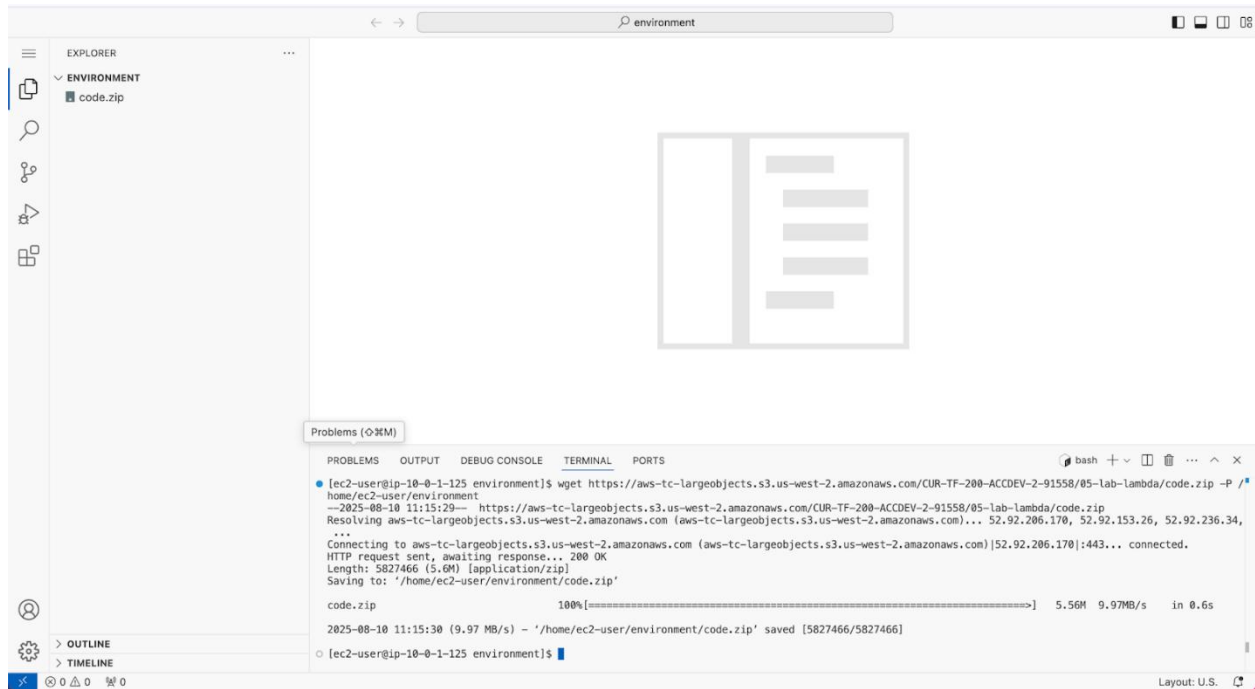 environment
EXPLORER
ENVIRONMENT
code.zip
Problems (⇧⌘M)
PROBLEMS OUTPUT DEBUG CONSOLE TERMINAL PORTS bash
[ec2-user@ip-10-0-1-125 environment]$ wget https://aws-tc-largeobjects.s3.us-west-2.amazonaws.com/CUR-TF-200-ACCDEV-2-91558/05-lab-lambda/code.zip -P /
home/ec2-user/environment
--2025-08-10 11:15:29-- https://aws-tc-largeobjects.s3.us-west-2.amazonaws.com/CUR-TF-200-ACCDEV-2-91558/05-lab-lambda/code.zip
Resolving aws-tc-largeobjects.s3.us-west-2.amazonaws.com (aws-tc-largeobjects.s3.us-west-2.amazonaws.com)... 52.92.206.170, 52.92.153.26, 52.92.236.34,
...
Connecting to aws-tc-largeobjects.s3.us-west-2.amazonaws.com (aws-tc-largeobjects.s3.us-west-2.amazonaws.com)|52.92.206.170|:443... connected.
HTTP request sent, awaiting response... 200 OK
Length: 5827466 (5.6M) [application/zip]
Saving to: ‘/home/ec2-user/environment/code.zip’
code.zip 100%[=======================================================================>] 5.56M 9.97MB/s in 0.6s
2025-08-10 11:15:30 (9.97 MB/s) - ‘/home/ec2-user/environment/code.zip’ saved [5827466/5827466]
[ec2-user@ip-10-0-1-125 environment]$
OUTLINE
TIMELINE
0 0 0 Layout: U.S.